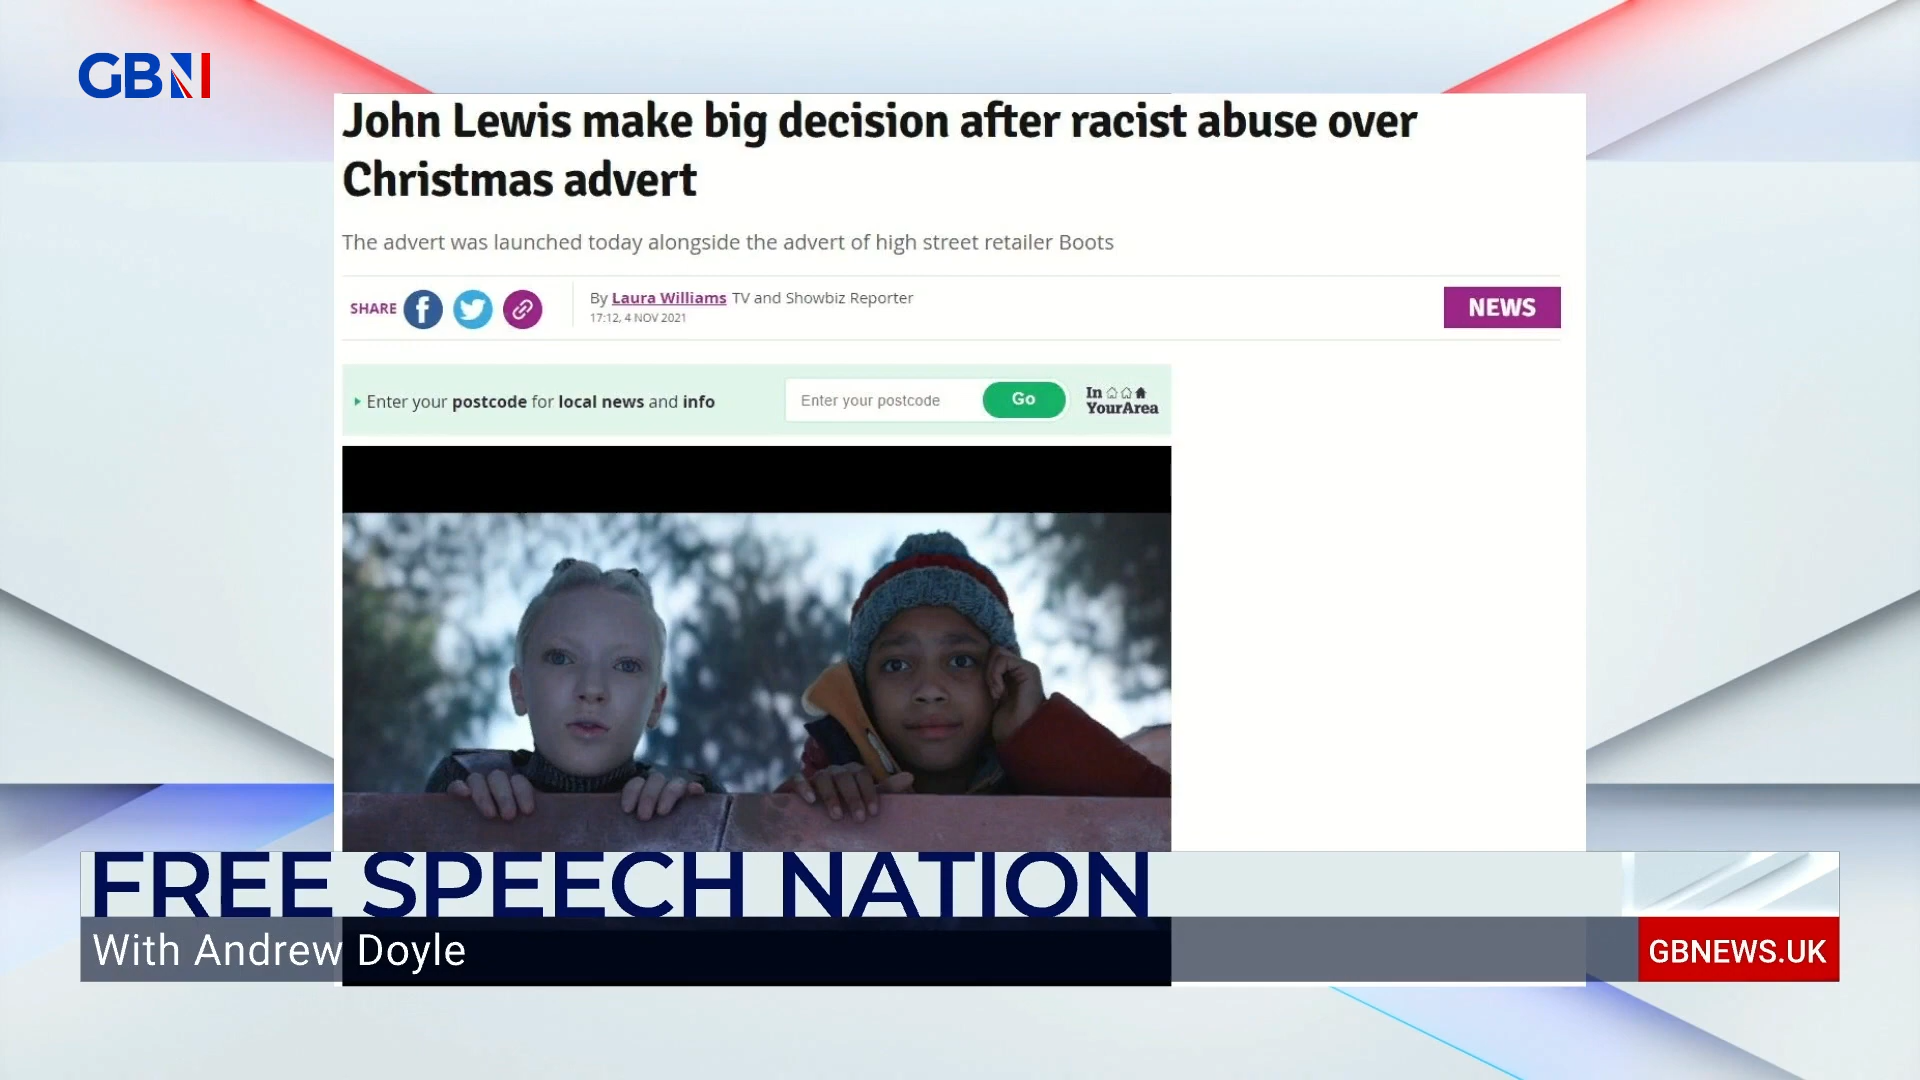 GBN
John Lewis make big decision after racist abuse over
Christmas advert
The advert was launched today alongside the advert of high street retailer Boots
SHARE
By Laura Williams TV and Showbiz Reporter
17:12, 4 NOV 2021
NEWS
Enter your postcode for local news and info
Enter your postcode
Go
In
YourArea
FREE SPEECH NATION
With Andrew Doyle
GBNEWS.UK